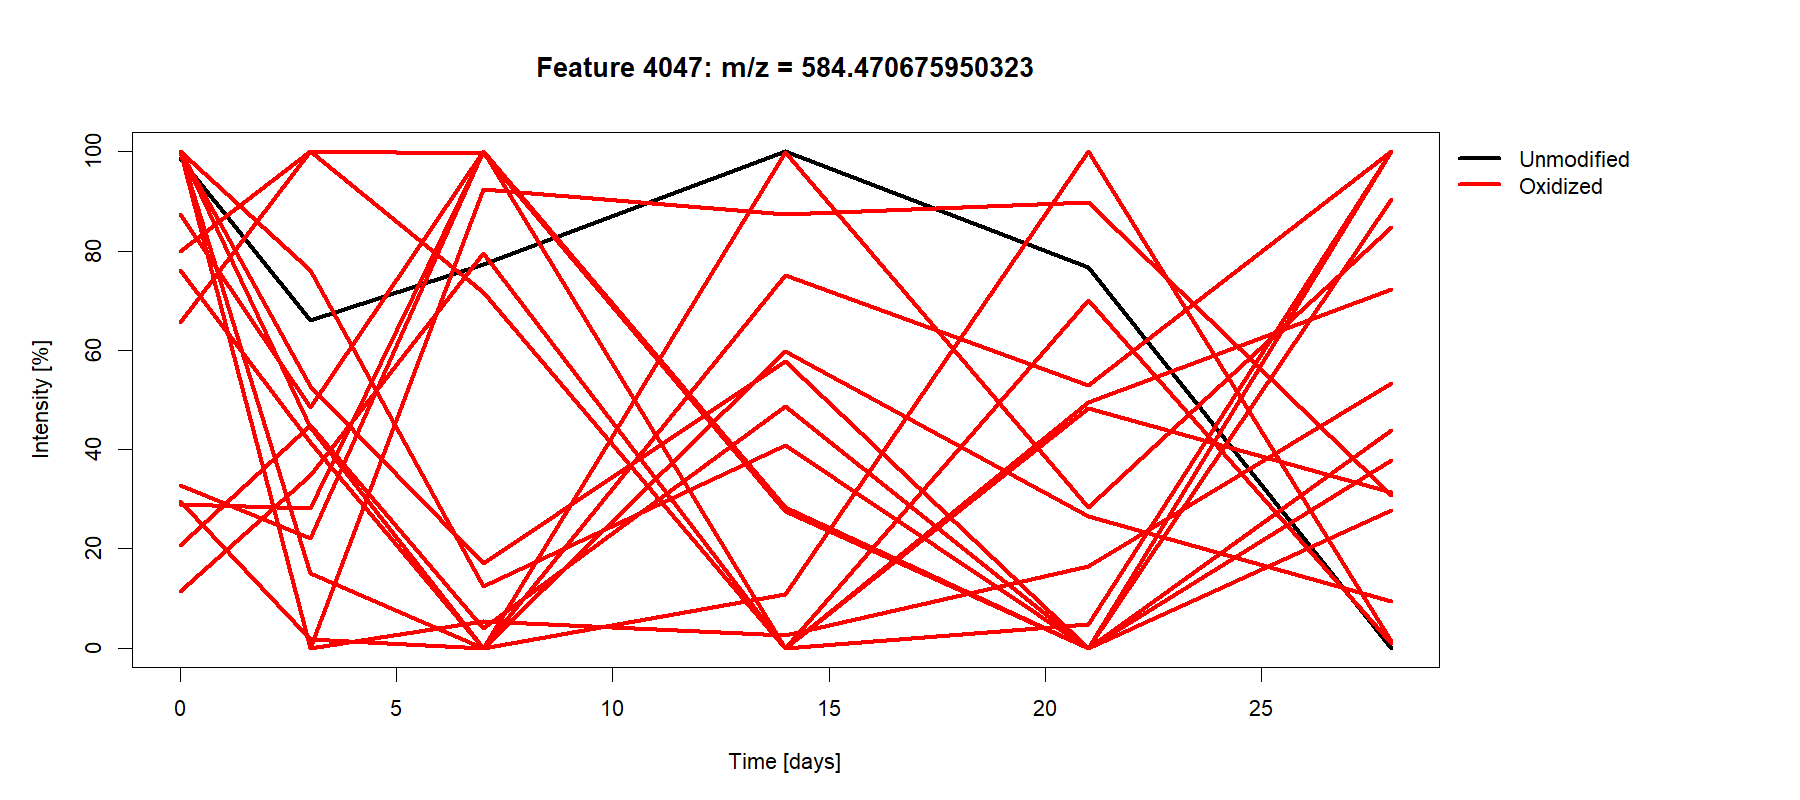 Feature 4047: m/z = 584.470675950323
Unmodified
Oxidized
Intensity [%]
100
80
60
40
20
0
0 5 10 15 20 25
Time [days]